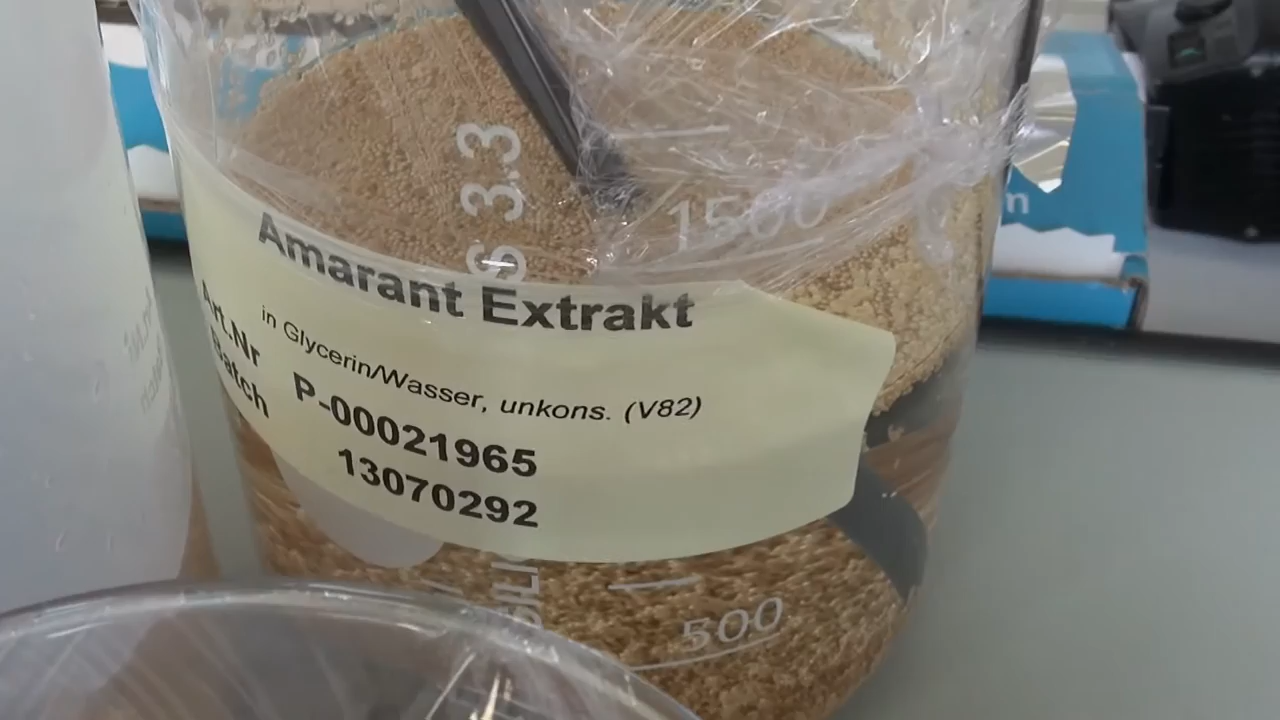 Amarant Extrakt
in Glycerin/Wasser, unkons. (V82)
Art.Nr P-00021965
Batch 13070292
3.3
1500
500